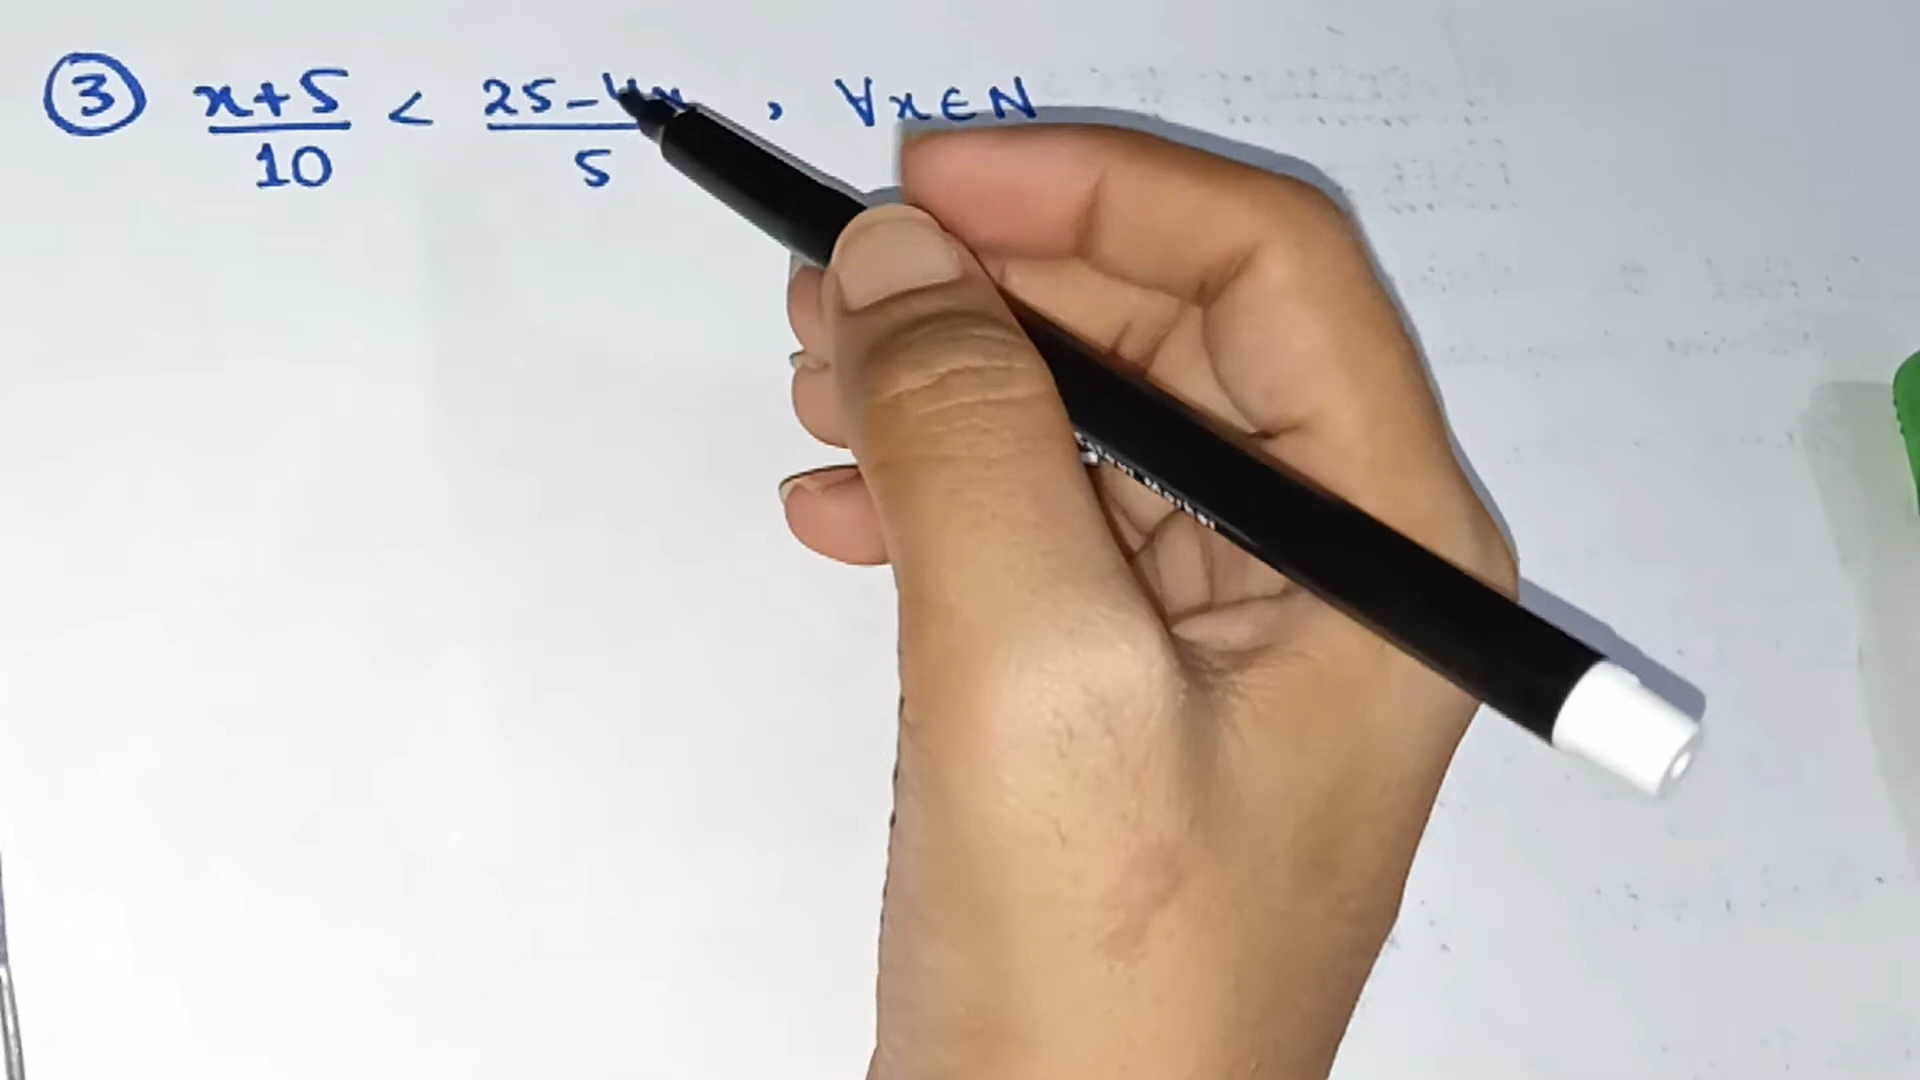 ③ x+5/10 < 25-4x/5 , ∀x∈N